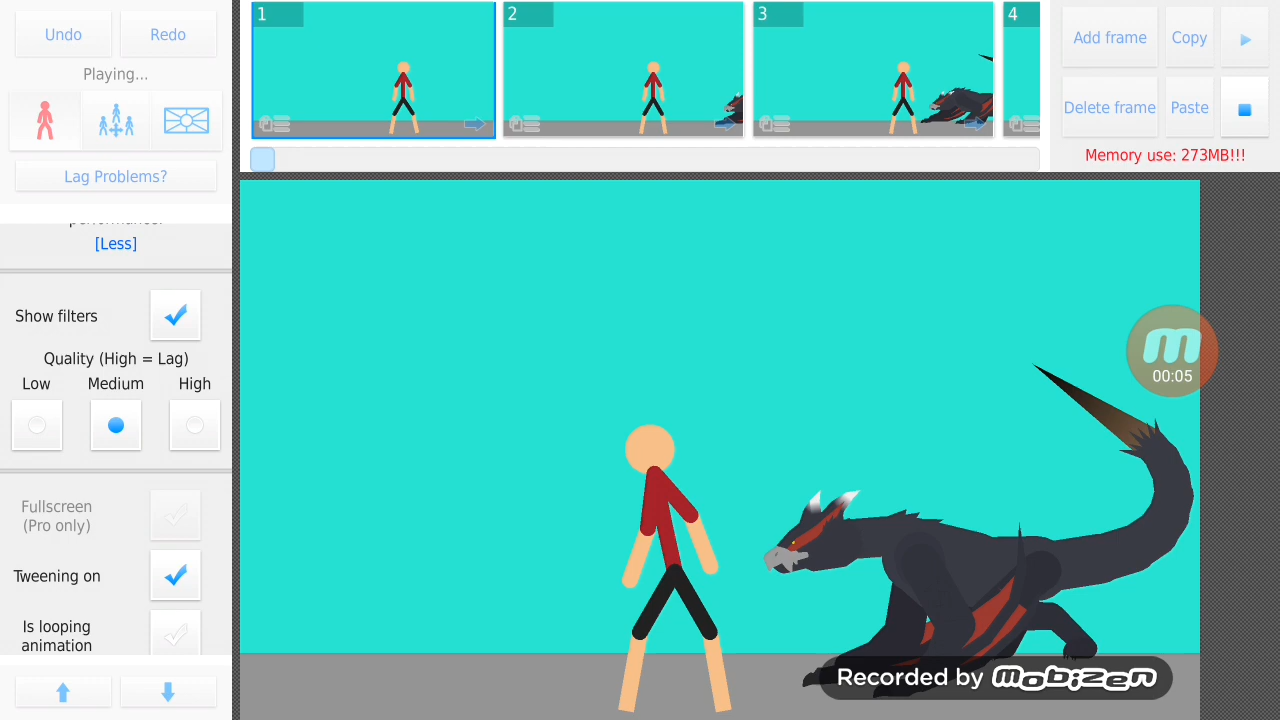 Undo
Redo
Playing...
Lag Problems?
performance.
[Less]
Show filters
Quality (High = Lag)
Low
Medium
High
Fullscreen
(Pro only)
Tweening on
Is looping
animation
1
2
3
4
Add frame
Copy
Delete frame
Paste
Memory use: 273MB!!!
00:05
Recorded by mobizen